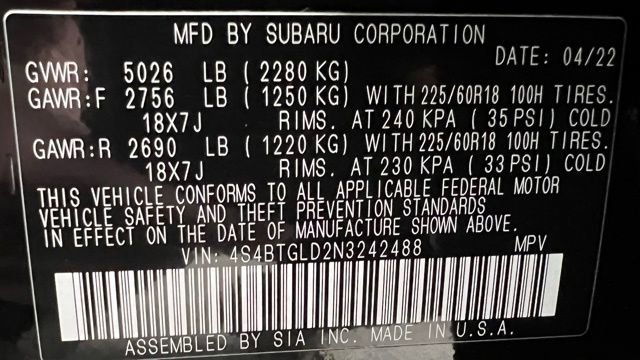 MFD BY SUBARU CORPORATION
DATE: 04/22
GVWR: 5026 LB ( 2280 KG)
GAWR:F 2756 LB ( 1250 KG) WITH 225/60R18 100H TIRES.
18X7J RIMS. AT 240 KPA ( 35 PSI) COLD
GAWR:R 2690 LB ( 1220 KG) WITH 225/60R18 100H TIRES.
18X7J RIMS. AT 230 KPA ( 33 PSI) COLD
THIS VEHICLE CONFORMS TO ALL APPLICABLE FEDERAL MOTOR
VEHICLE SAFETY AND THEFT PREVENTION STANDARDS
IN EFFECT ON THE DATE OF MANUFACTURE SHOWN ABOVE.
VIN: 4S4BTGLD2N3242488 MPV
ASSEMBLED BY SIA INC. MADE IN U.S.A.